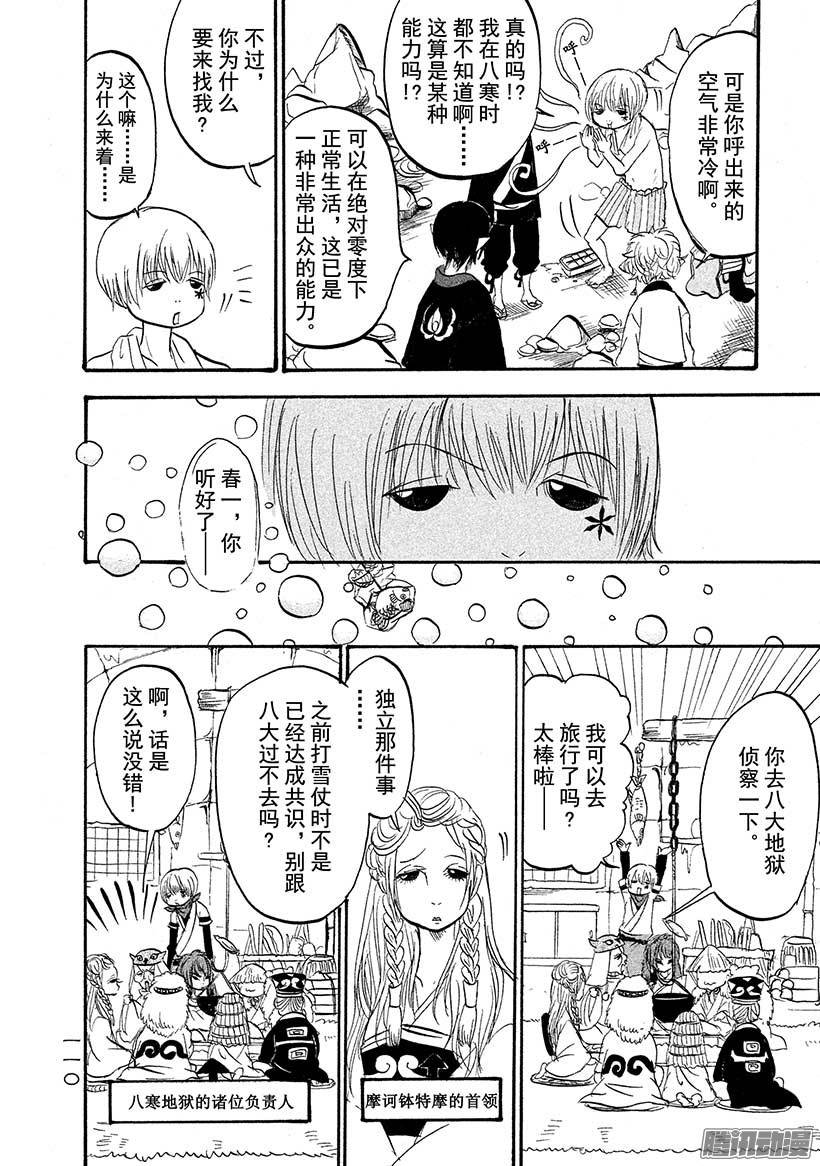 可是你呼出来的
空气非常冷啊。
呼
呼
真的吗!?
我在八寒时
都不知道啊……
这算是某种
能力吗!?
可以在绝对零度下
正常生活，这已是
一种非常出众的能力。
不过，
你为什么
要来找我？
这个嘛……是
为什么来着……
春一，你
听好了——
你去八大地狱
侦察一下。
我可以去
旅行了吗？
太棒啦——
独立那件事
……
之前打雪仗时不是
已经达成共识，别跟
八大过不去吗？
摩诃钵特摩的首领
啊，话是
这么说没错！
八寒地狱的诸位负责人
一一〇
腾讯动漫